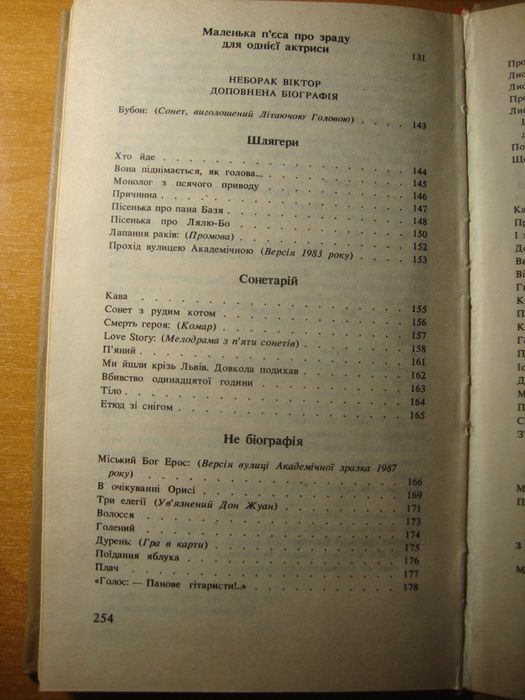 Маленька п'єса про зраду
для однієї актриси
131
НЕБОРАК ВІКТОР
ДОПОВНЕНА БІОГРАФІЯ
Бубон: (Сонет, виголошений Літаючою Головою) . . . . 143
Шлягери
Хто йде . . . . . . . . . . . . . . . . 144
Вона піднімається, як голова... . . . . . . . . . . 145
Монолог з псячого приводу . . . . . . . . . . 146
Причинна . . . . . . . . . . . . . . . 147
Пісенька про пана Базя . . . . . . . . . . . 148
Пісенька про Лялю-Бо . . . . . . . . . . . 150
Лапання раків: (Промова) . . . . . . . . . . 152
Прохід вулицею Академічною (Версія 1983 року) . . . . 153
Сонетарій
Кава . . . . . . . . . . . . . . . . 155
Сонет з рудим котом . . . . . . . . . . . . 156
Смерть героя: (Комар) . . . . . . . . . . . 157
Love Story: (Мелодрама з п'яти сонетів) . . . . . . 158
П'яний . . . . . . . . . . . . . . . . 161
Ми йшли крізь Львів. Довкола подихав . . . . . . . 162
Вбивство одинадцятої години . . . . . . . . . 163
Тіло . . . . . . . . . . . . . . . . 164
Етюд зі снігом . . . . . . . . . . . . . . 165
Не біографія
Міський Бог Ерос: (Версія вулиці Академічної зразка 1987
року) . . . . . . . . . . . . . . . . 166
В очікуванні Орисі . . . . . . . . . . . . 169
Три елегії (Ув'язнений Дон Жуан) . . . . . . . . 171
Волосся . . . . . . . . . . . . . . . . 173
Голений . . . . . . . . . . . . . . . . 174
Дурень: (Гра в карти) . . . . . . . . . . . . 175
Поїдання яблука . . . . . . . . . . . . . 176
Плач . . . . . . . . . . . . . . . . 177
«Голос: — Панове гітаристи!..» . . . . . . . . . 178
254